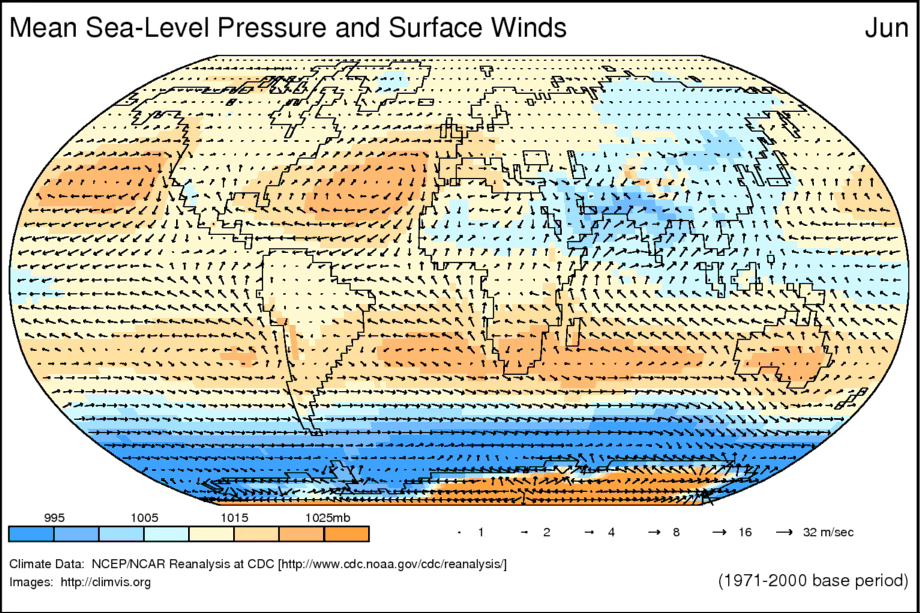 Mean Sea-Level Pressure and Surface Winds Jun
995 1005 1015 1025mb
1 2 4 8 16 32 m/sec
Climate Data: NCEP/NCAR Reanalysis at CDC [http://www.cdc.noaa.gov/cdc/reanalysis/]
Images: http://climvis.org
(1971-2000 base period)